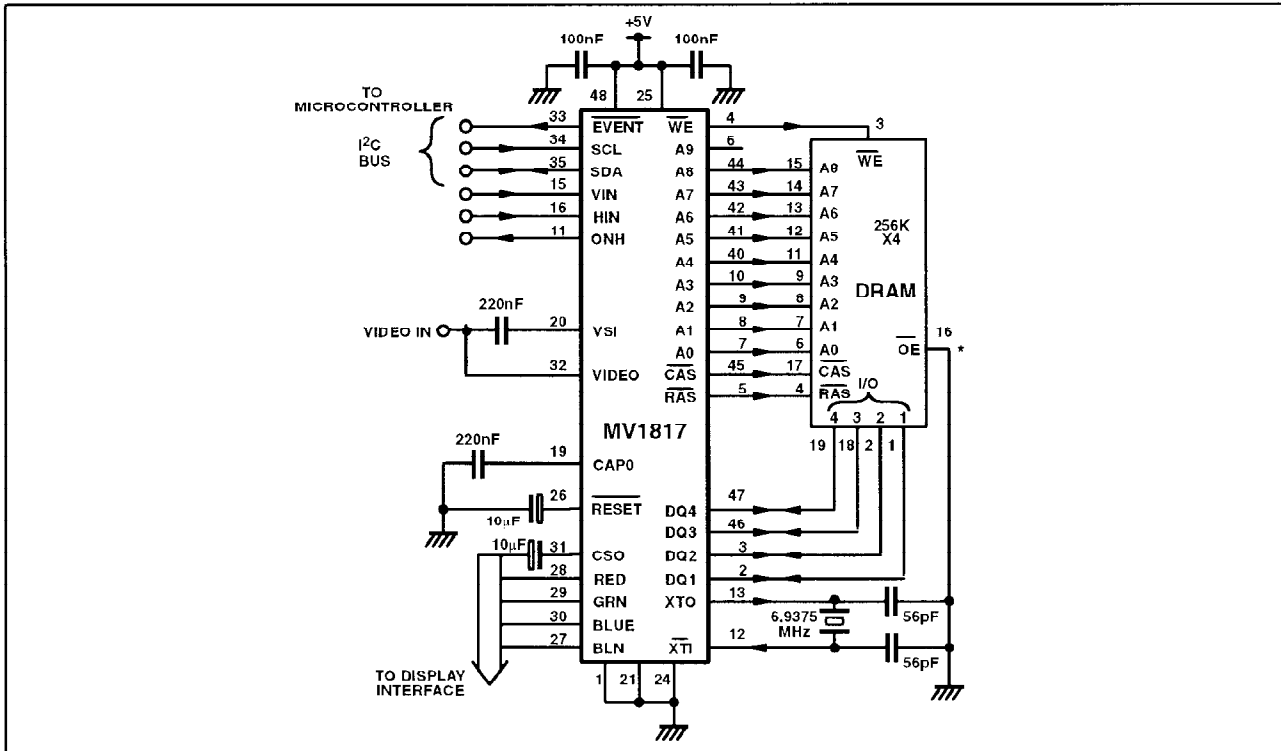 +5V
100nF
100nF
48
25
TO
MICROCONTROLLER
I²C
BUS
33
34
35
15
16
11
EVENT
SCL
SDA
VIN
HIN
ONH
WE
A9
A8
A7
A6
A5
A4
A3
A2
A1
A0
CAS
RAS
4
6
44
43
42
41
40
10
9
8
7
45
5
3
15
14
13
12
11
9
8
7
6
17
4
WE
A8
A7
A6
A5
A4
A3
A2
A1
A0
CAS
RAS
256K
X4
DRAM
OE
16
*
I/O
4 3 2 1
19 18 2 1
VIDEO IN
220nF
20
VSI
32
VIDEO
MV1817
220nF
19
CAP0
10µF
26
RESET
10µF
31
CSO
28
RED
29
GRN
30
BLUE
27
BLN
DQ4
47
DQ3
46
DQ2
3
DQ1
2
XTO
13
XTI
12
6.9375
MHz
56pF
56pF
TO DISPLAY
INTERFACE
1
21
24